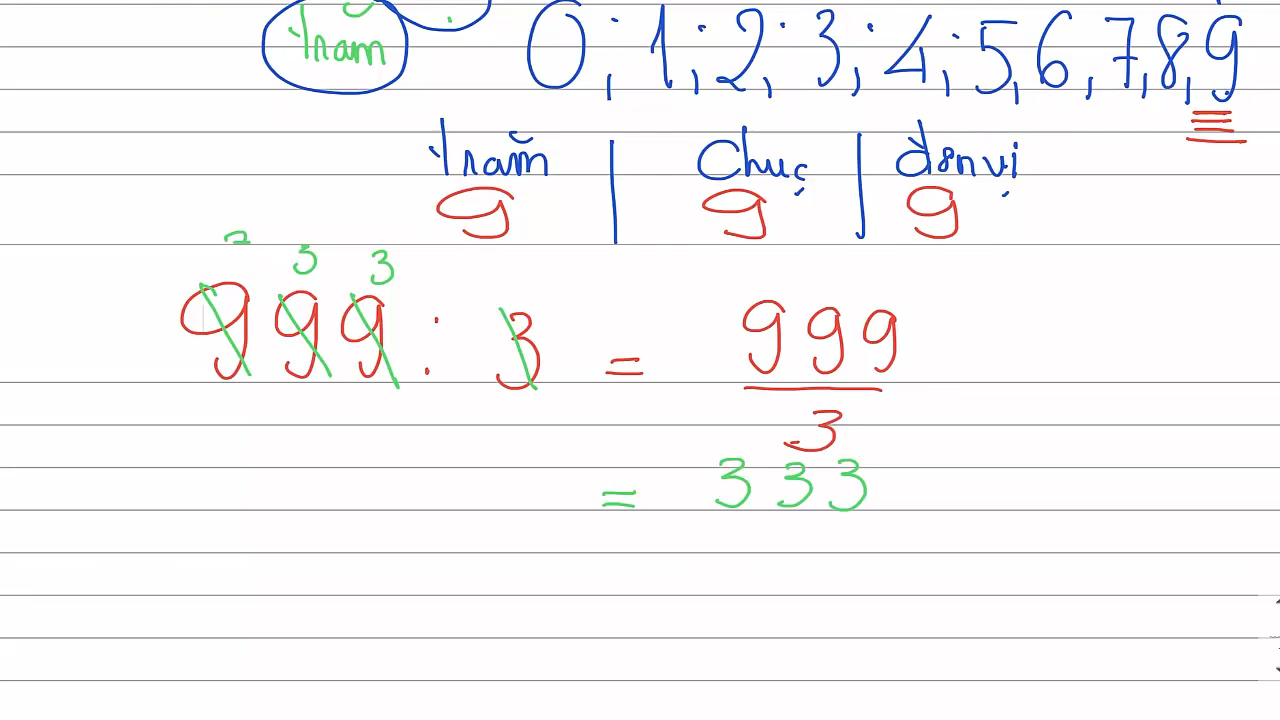 trăm 0; 1; 2; 3; 4; 5, 6, 7, 8, 9
trăm | chục | đơn vị
9 | 9 | 9
3 3
999 : 3 = 999
3
= 333